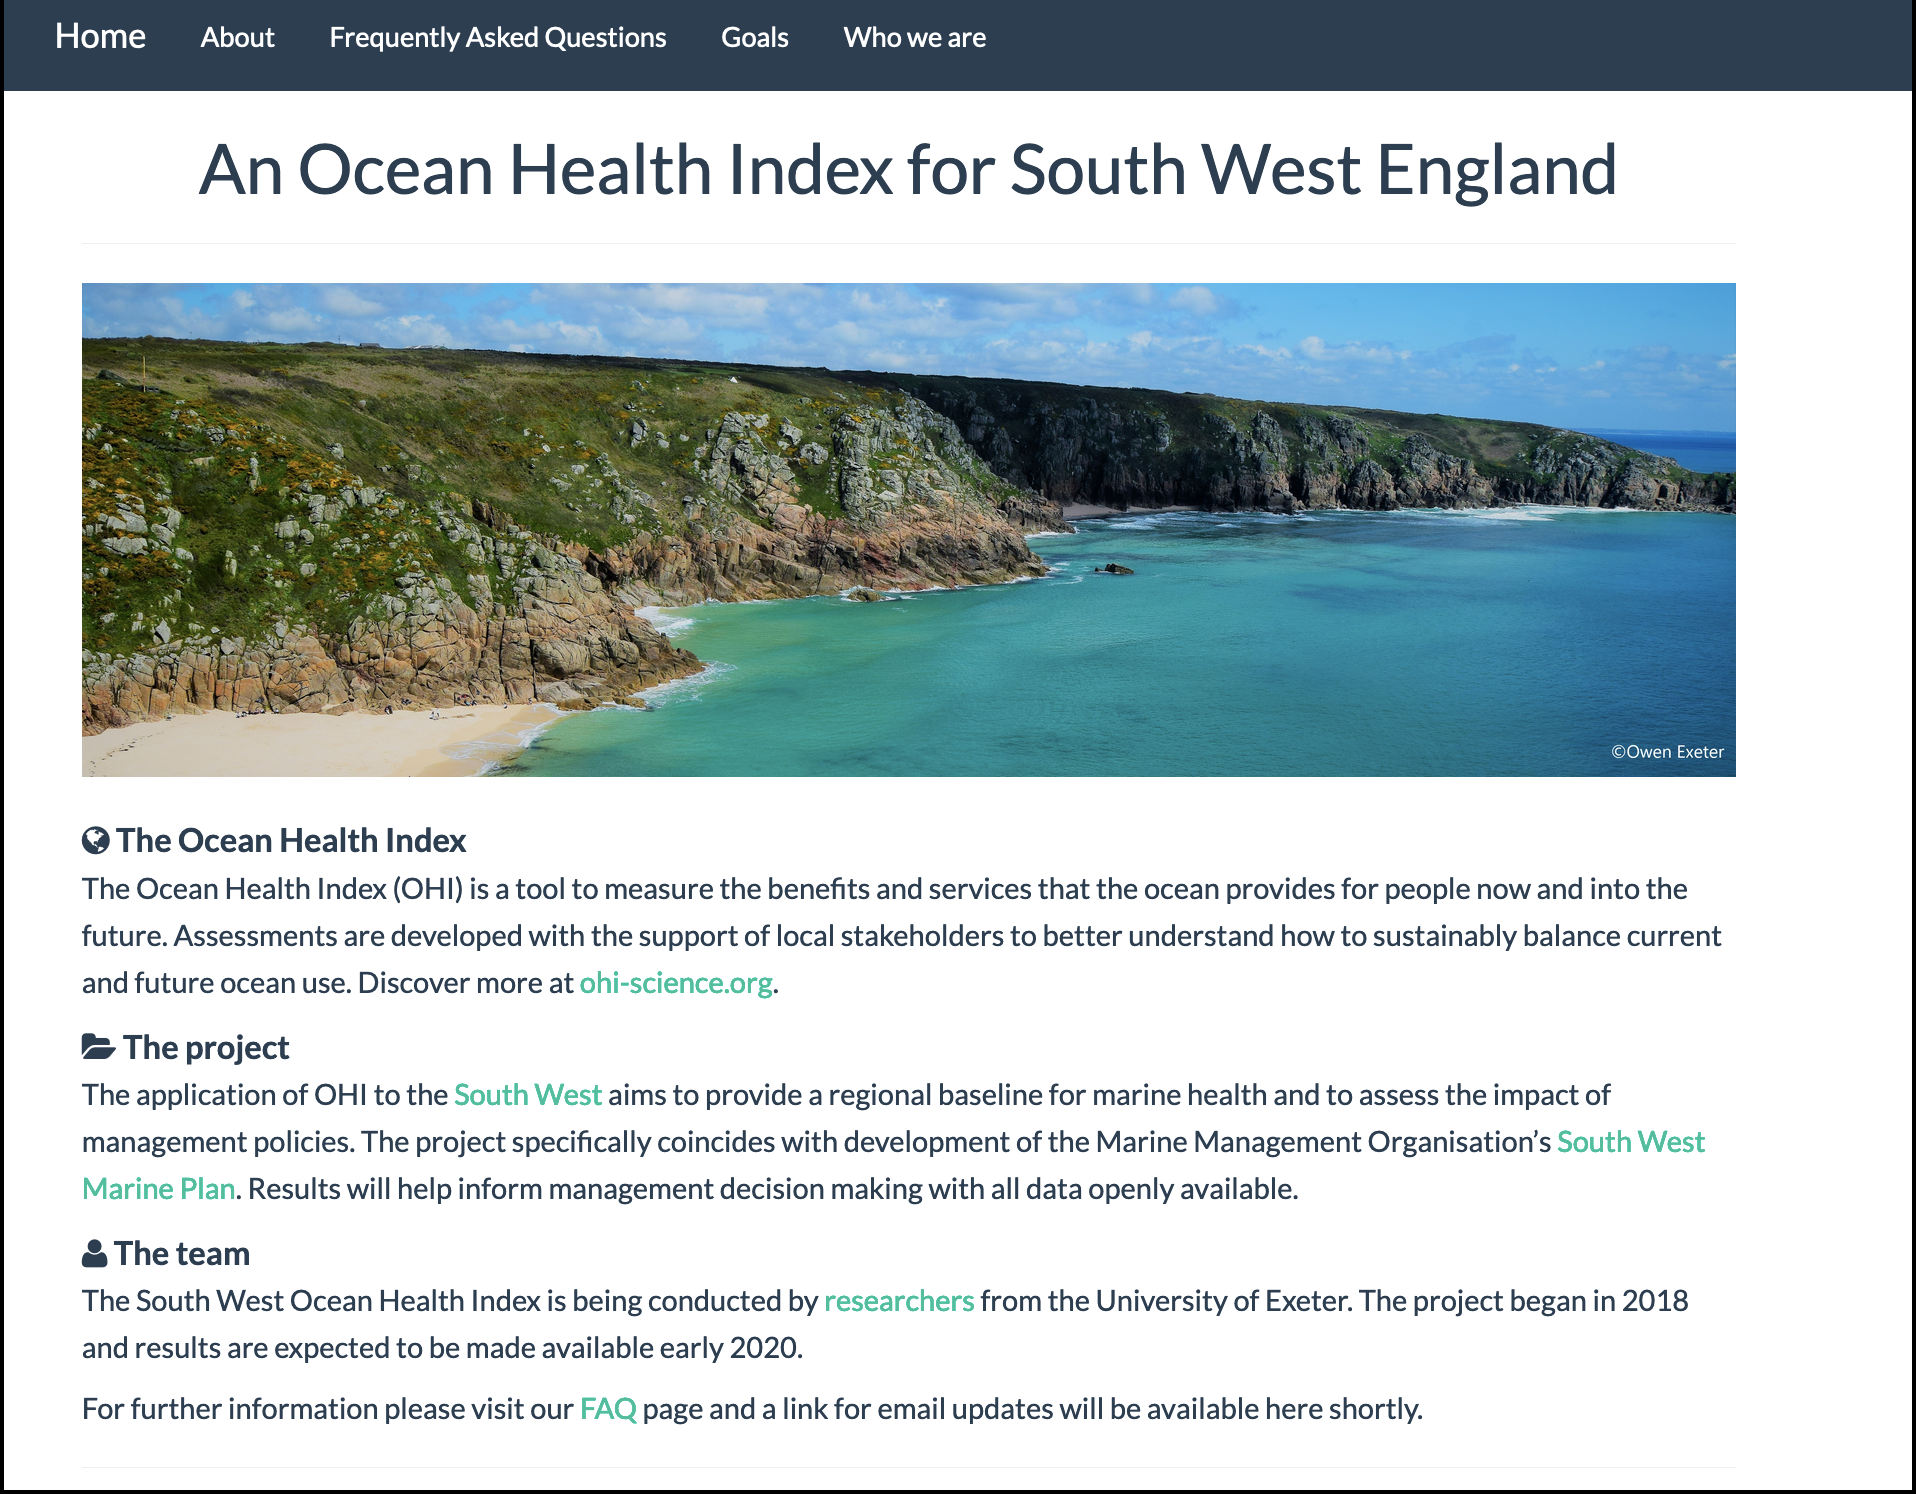 Home About Frequently Asked Questions Goals Who we are
An Ocean Health Index for South West England
©Owen Exeter
The Ocean Health Index
The Ocean Health Index (OHI) is a tool to measure the benefits and services that the ocean provides for people now and into the
future. Assessments are developed with the support of local stakeholders to better understand how to sustainably balance current
and future ocean use. Discover more at ohi-science.org.
The project
The application of OHI to the South West aims to provide a regional baseline for marine health and to assess the impact of
management policies. The project specifically coincides with development of the Marine Management Organisation’s South West
Marine Plan. Results will help inform management decision making with all data openly available.
The team
The South West Ocean Health Index is being conducted by researchers from the University of Exeter. The project began in 2018
and results are expected to be made available early 2020.
For further information please visit our FAQ page and a link for email updates will be available here shortly.